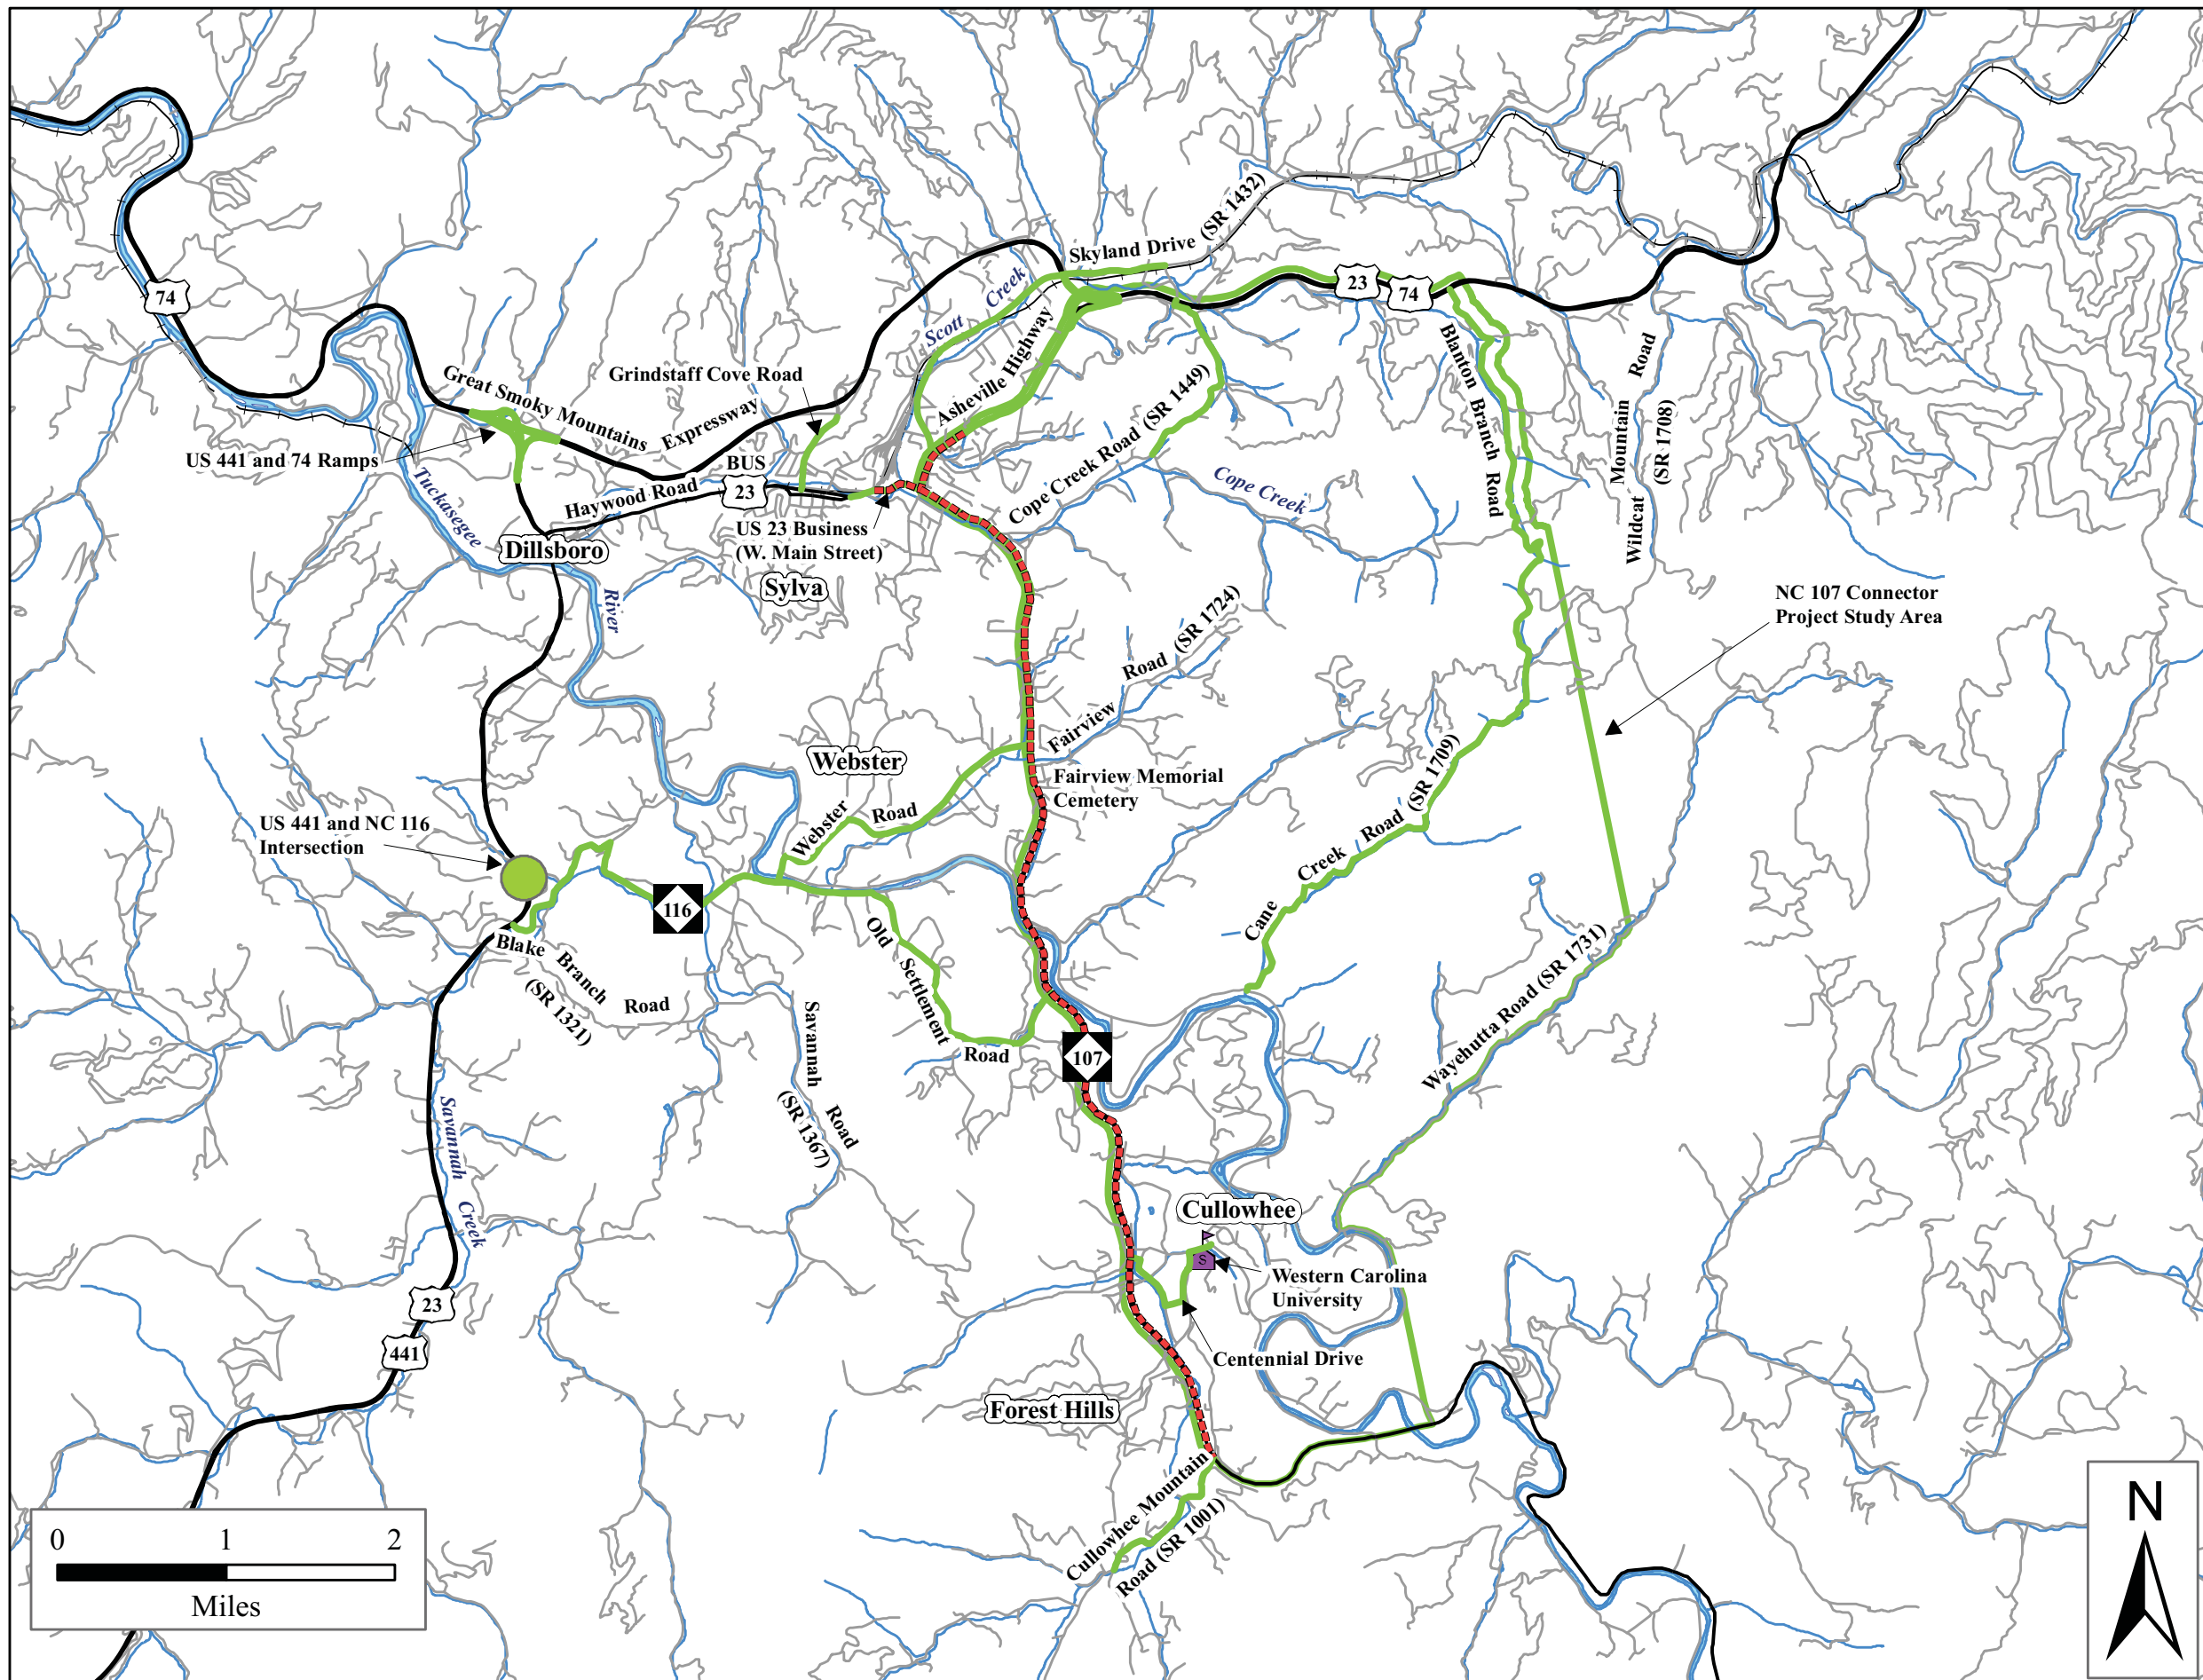 Skyland Drive (SR 1432)
74
23
74
Scott Creek
Great Smoky Mountains Expressway
Grindstaff Cove Road
Asheville Highway
Cope Creek Road (SR 1449)
Blanton Branch Road
Wildcat Mountain Road
(SR 1708)
US 441 and 74 Ramps
BUS
23
Haywood Road
Tuckasegee River
Cope Creek
US 23 Business
(W. Main Street)
Dillsboro
Sylva
NC 107 Connector
Project Study Area
Fairview Road (SR 1724)
Webster
Fairview Memorial
Cemetery
Webster Road
Cane Creek Road (SR 1709)
US 441 and NC 116
Intersection
116
Blake Branch Road
(SR 1321)
Old Settlement Road
Savannah Road
(SR 1367)
107
Wayehutta Road (SR 1731)
Savannah Creek
Cullowhee
S
Western Carolina
University
23
441
Centennial Drive
Forest Hills
Cullowhee Mountain
Road (SR 1001)
0 1 2
Miles
N